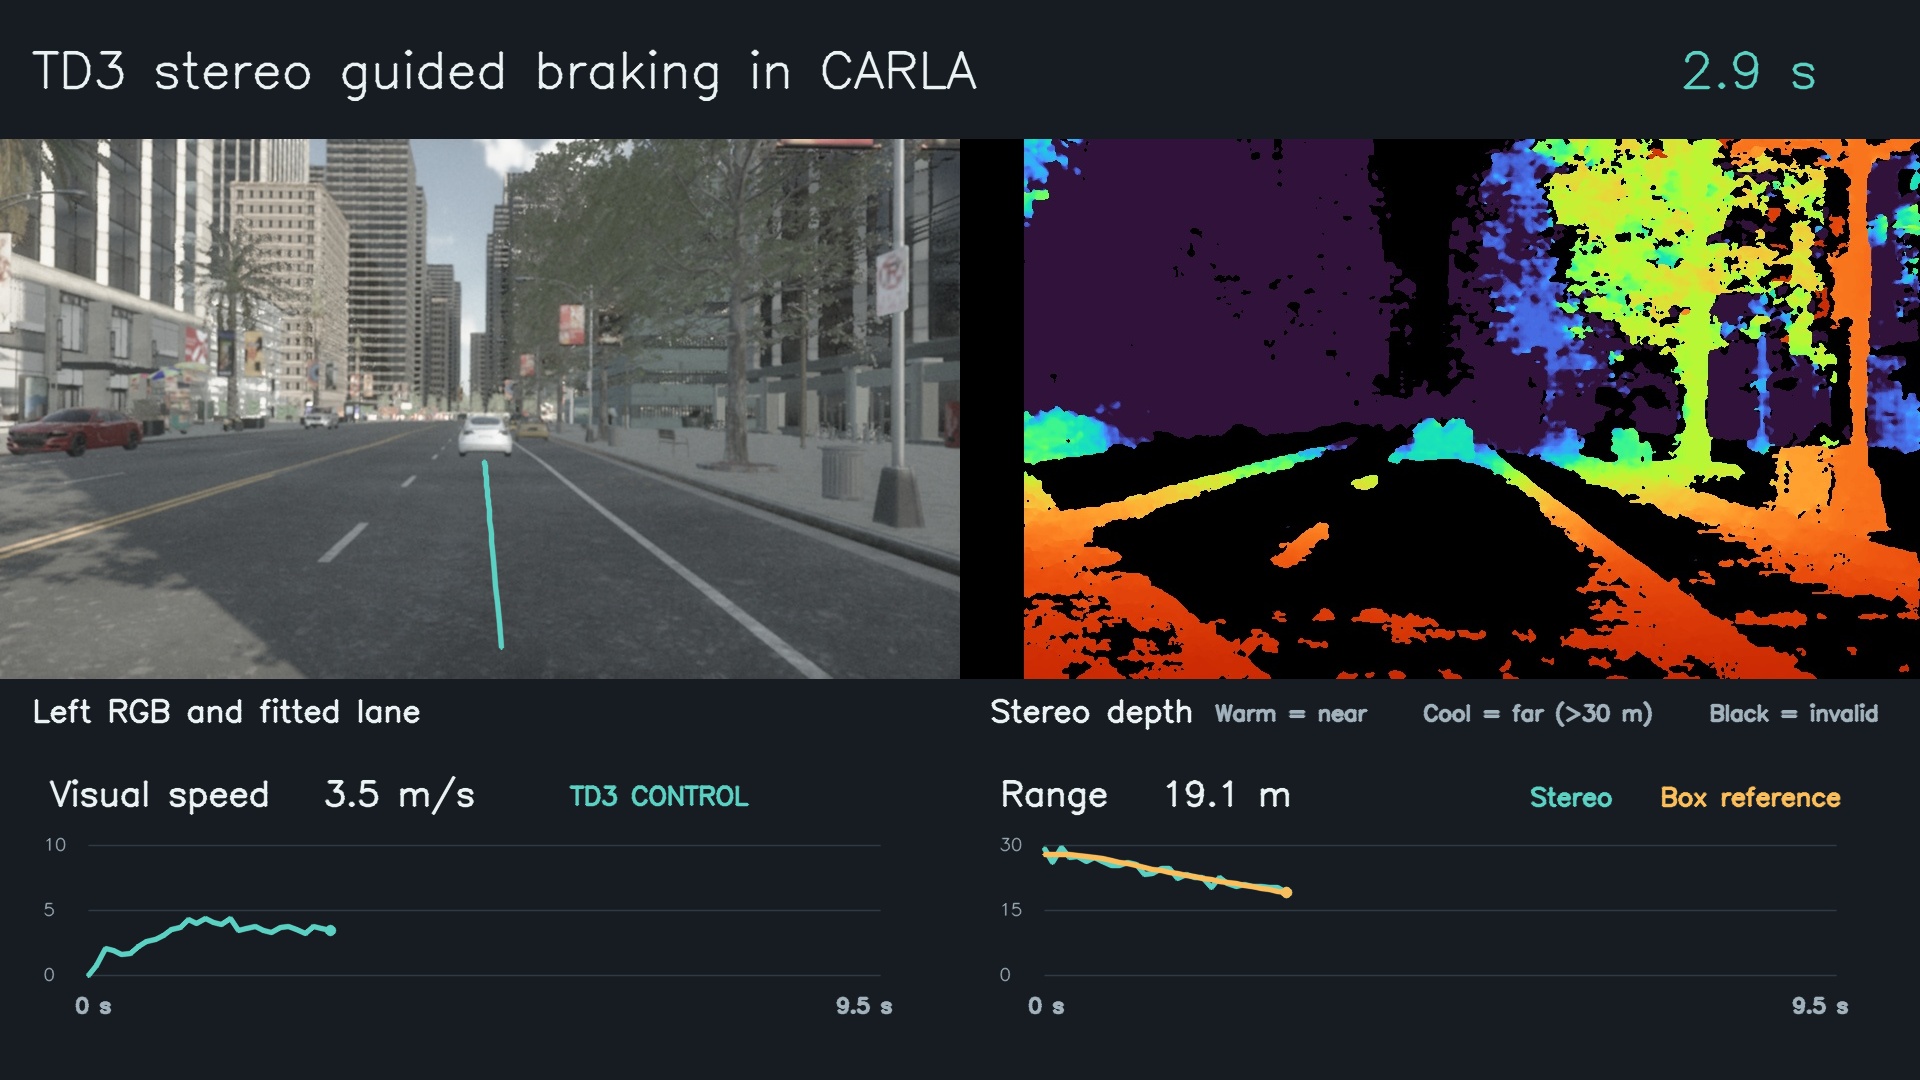 TD3 stereo guided braking in CARLA
2.9 s
Left RGB and fitted lane
Stereo depth Warm = near Cool = far (>30 m) Black = invalid
Visual speed 3.5 m/s TD3 CONTROL
10
5
0
0 s 9.5 s
Range 19.1 m Stereo Box reference
30
15
0
0 s 9.5 s